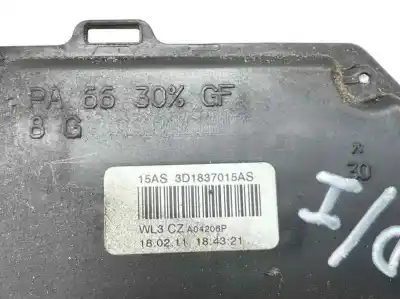 PA 66 30% GF
8 G
30
15AS 3D1837015AS
WL3 CZ A04206P
18.02.11 18.43:21
I/D